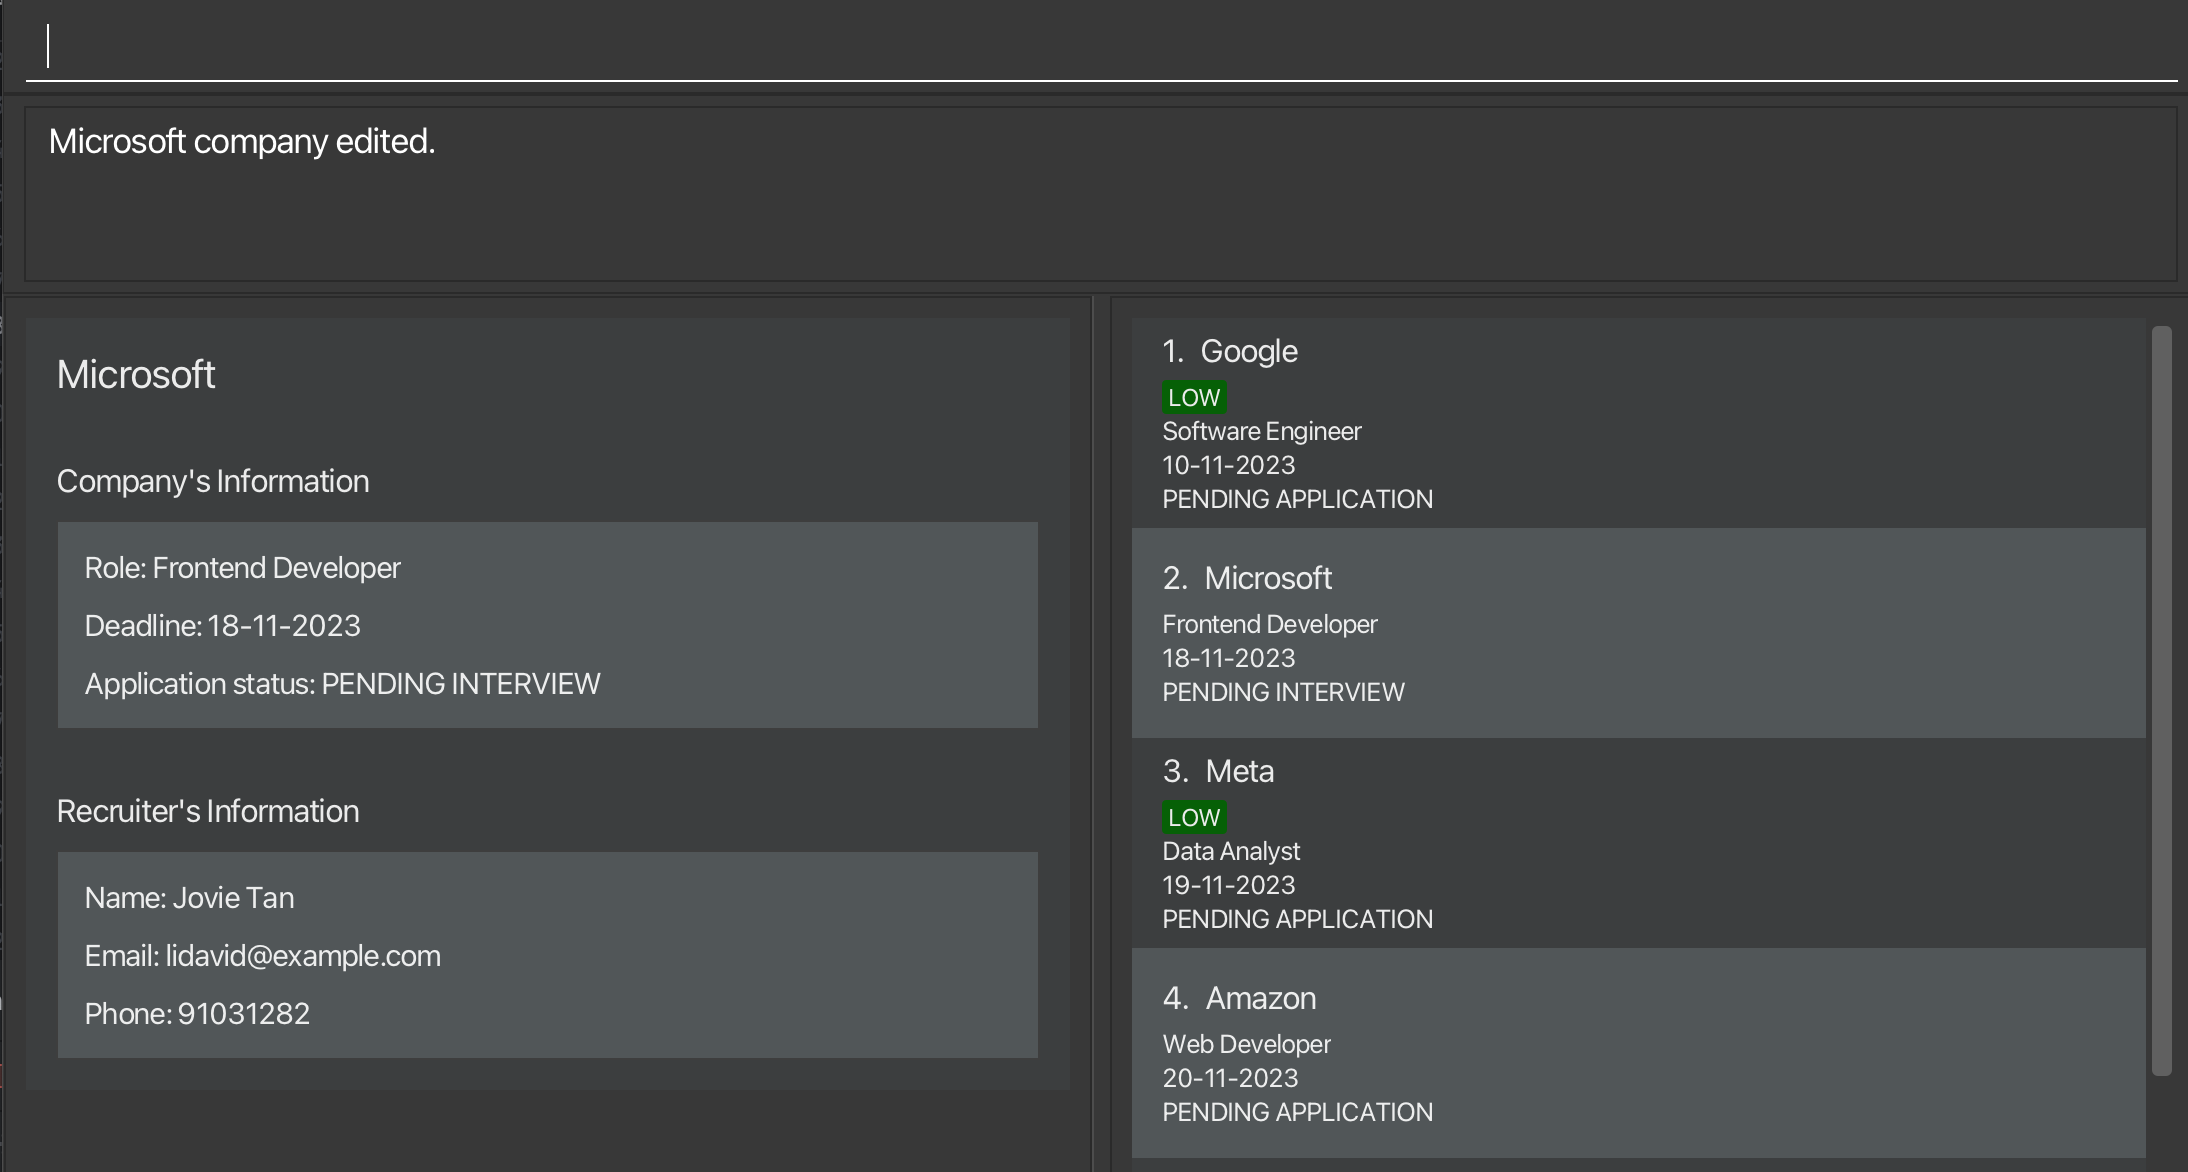 Microsoft company edited.
Microsoft
Company's Information
Role: Frontend Developer
Deadline: 18-11-2023
Application status: PENDING INTERVIEW
Recruiter's Information
Name: Jovie Tan
Email: lidavid@example.com
Phone: 91031282
1. Google
LOW
Software Engineer
10-11-2023
PENDING APPLICATION
2. Microsoft
Frontend Developer
18-11-2023
PENDING INTERVIEW
3. Meta
LOW
Data Analyst
19-11-2023
PENDING APPLICATION
4. Amazon
Web Developer
20-11-2023
PENDING APPLICATION